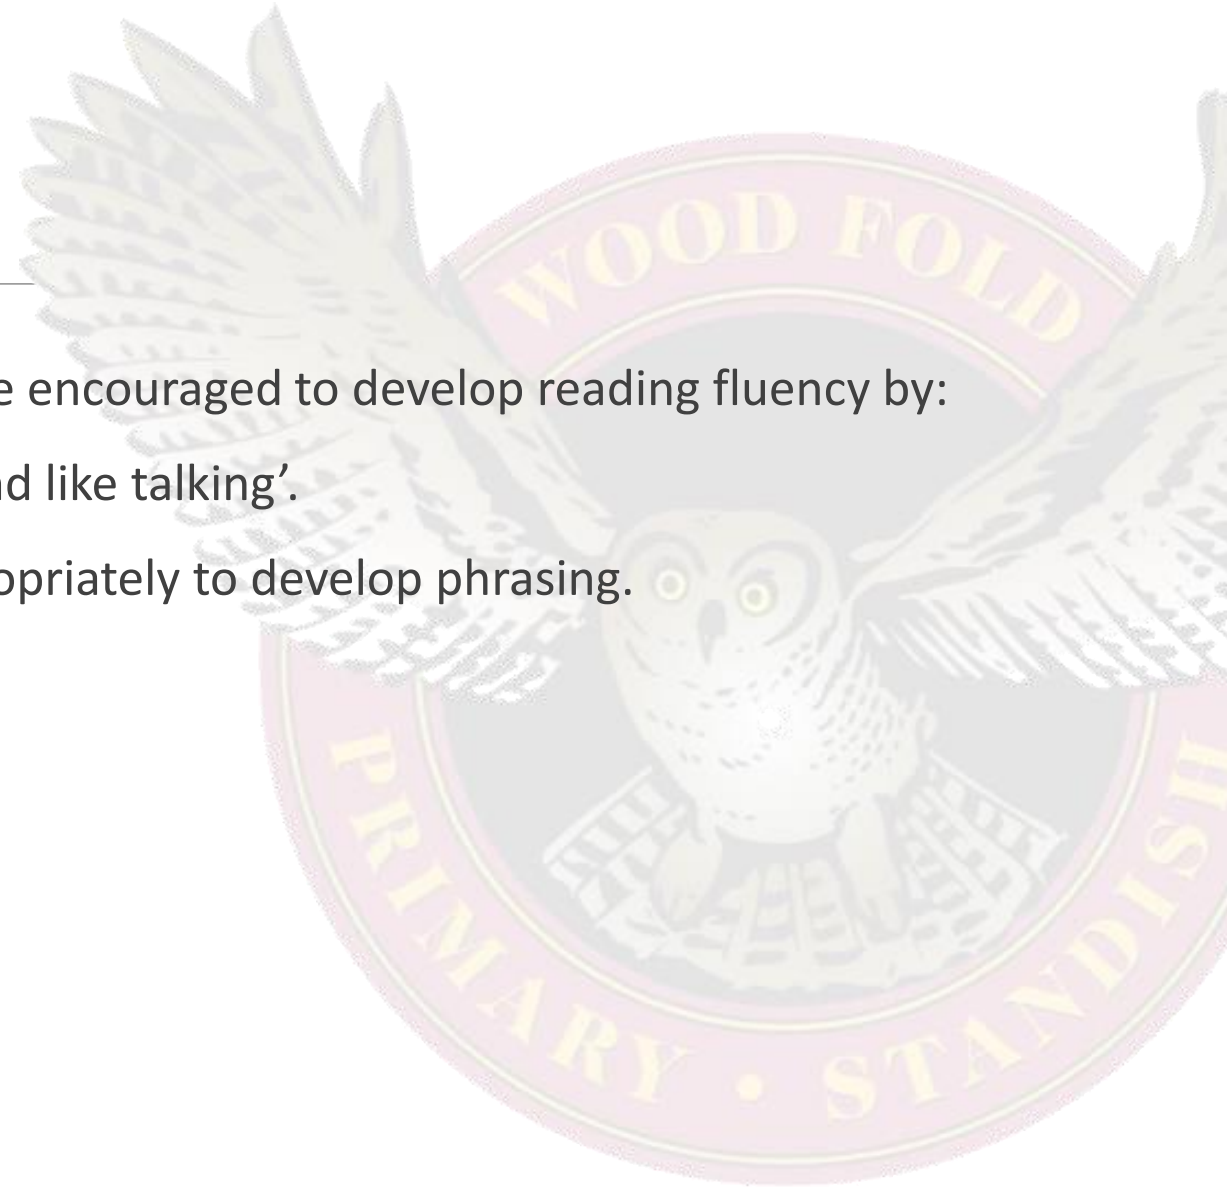 WOOD FOLD
e encouraged to develop reading fluency by:
d like talking’.
opriately to develop phrasing.
PRIMARY • STANDISH